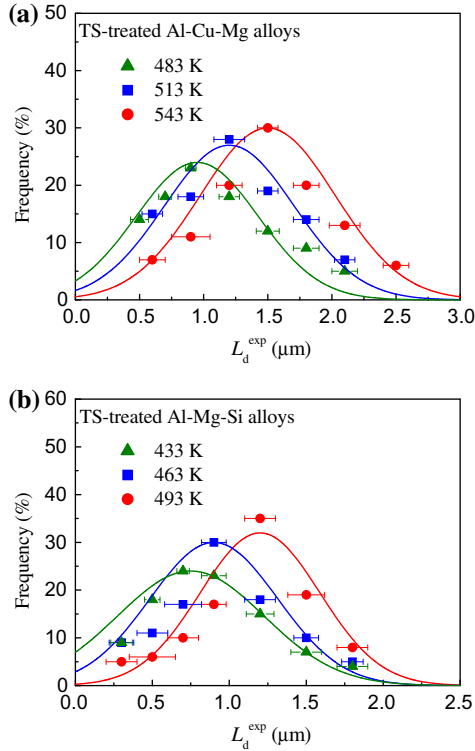 (a)
TS-treated Al-Cu-Mg alloys
483 K
513 K
543 K
Frequency (%)
50
40
30
20
10
0
0.0 0.5 1.0 1.5 2.0 2.5 3.0
L_d^exp (μm)
(b)
TS-treated Al-Mg-Si alloys
433 K
463 K
493 K
Frequency (%)
60
50
40
30
20
10
0
0.0 0.5 1.0 1.5 2.0 2.5
L_d^exp (μm)